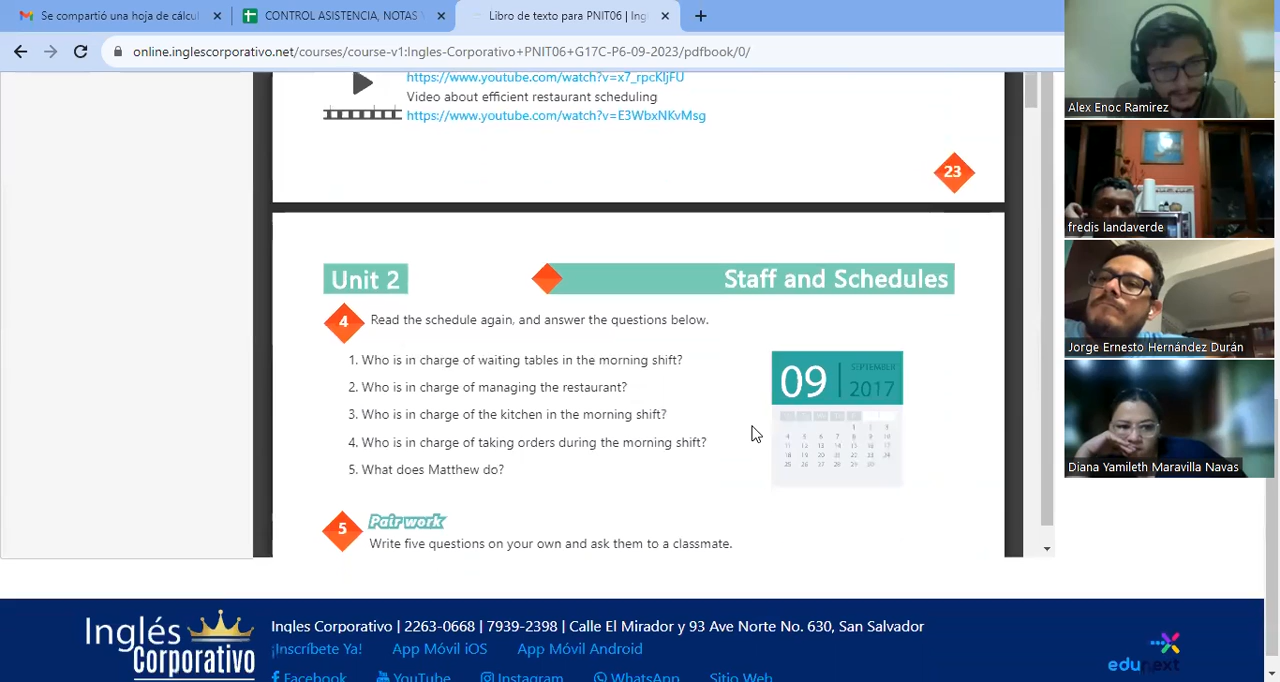 Se compartió una hoja de cálcul
CONTROL ASISTENCIA, NOTAS Y
Libro de texto para PNIT06 | Ing
online.inglescorporativo.net/courses/course-v1:Ingles-Corporativo+PNIT06+G17C-P6-09-2023/pdfbook/0/
https://www.youtube.com/watch?v=x7_rpcKljFU
Video about efficient restaurant scheduling
https://www.youtube.com/watch?v=E3WbxNKvMsg
23
Unit 2
Staff and Schedules
4
Read the schedule again, and answer the questions below.
1. Who is in charge of waiting tables in the morning shift?
2. Who is in charge of managing the restaurant?
3. Who is in charge of the kitchen in the morning shift?
4. Who is in charge of taking orders during the morning shift?
5. What does Matthew do?
09
SEPTEMBER
2017
5
Pair work
Write five questions on your own and ask them to a classmate.
Inglés Corporativo
Ingles Corporativo | 2263-0668 | 7939-2398 | Calle El Mirador y 93 Ave Norte No. 630, San Salvador
¡Inscríbete Ya! App Móvil iOS App Móvil Android
Facebook YouTube Instagram WhatsApp Sitio Web
edunext
Alex Enoc Ramirez
fredis landaverde
Jorge Ernesto Hernández Durán
Diana Yamileth Maravilla Navas